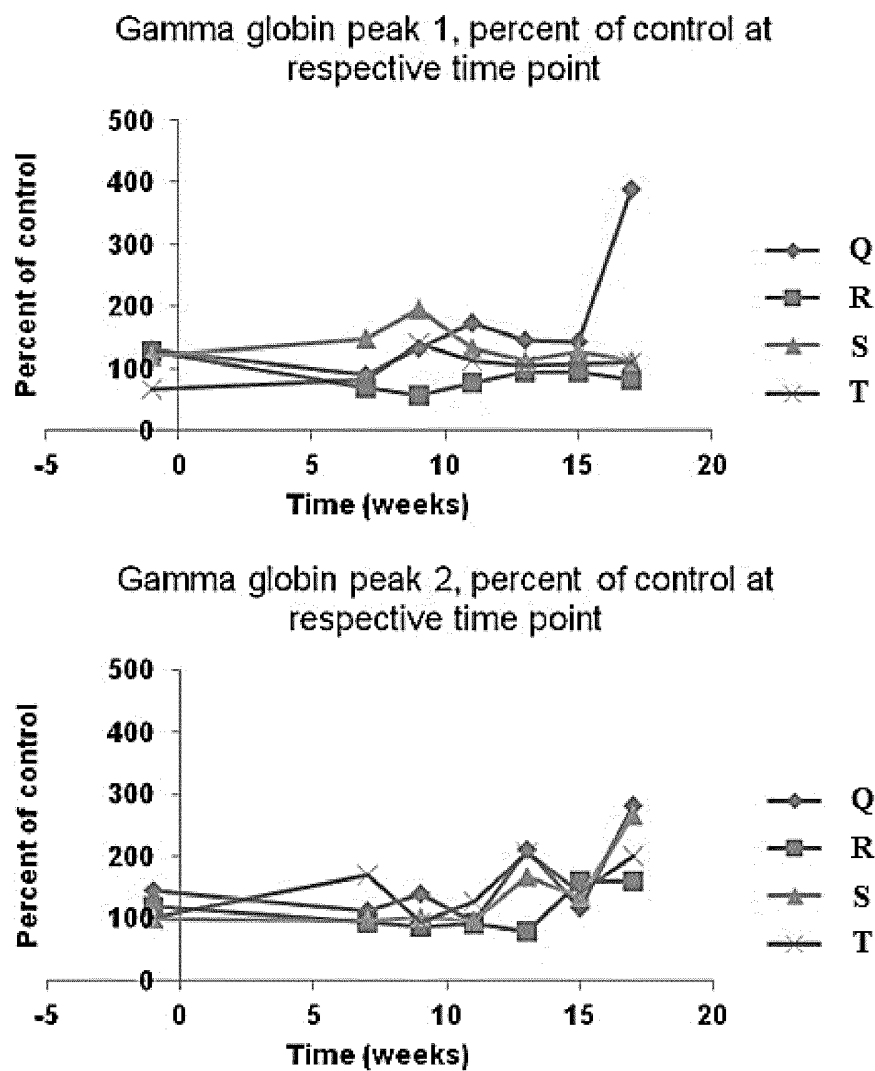 Gamma globin peak 1, percent of control at
respective time point
Percent of control
500
400
300
200
100
0
-5 0 5 10 15 20
Time (weeks)
Q
R
S
T
Gamma globin peak 2, percent of control at
respective time point
Percent of control
500
400
300
200
100
0
-5 0 5 10 15 20
Time (weeks)
Q
R
S
T